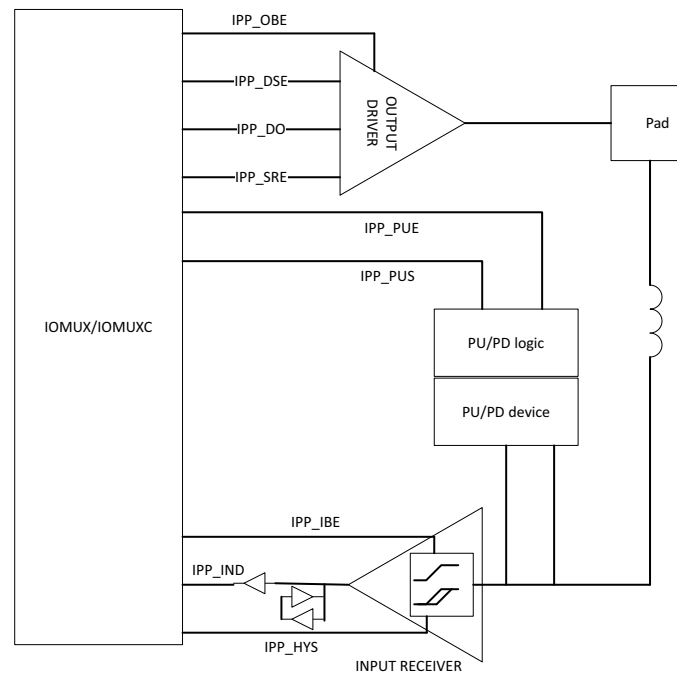 IPP_OBE
IPP_DSE
OUTPUT
DRIVER
IPP_DO
Pad
IPP_SRE
IPP_PUE
IPP_PUS
IOMUX/IOMUXC
PU/PD logic
PU/PD device
IPP_IBE
IPP_IND
IPP_HYS
INPUT RECEIVER